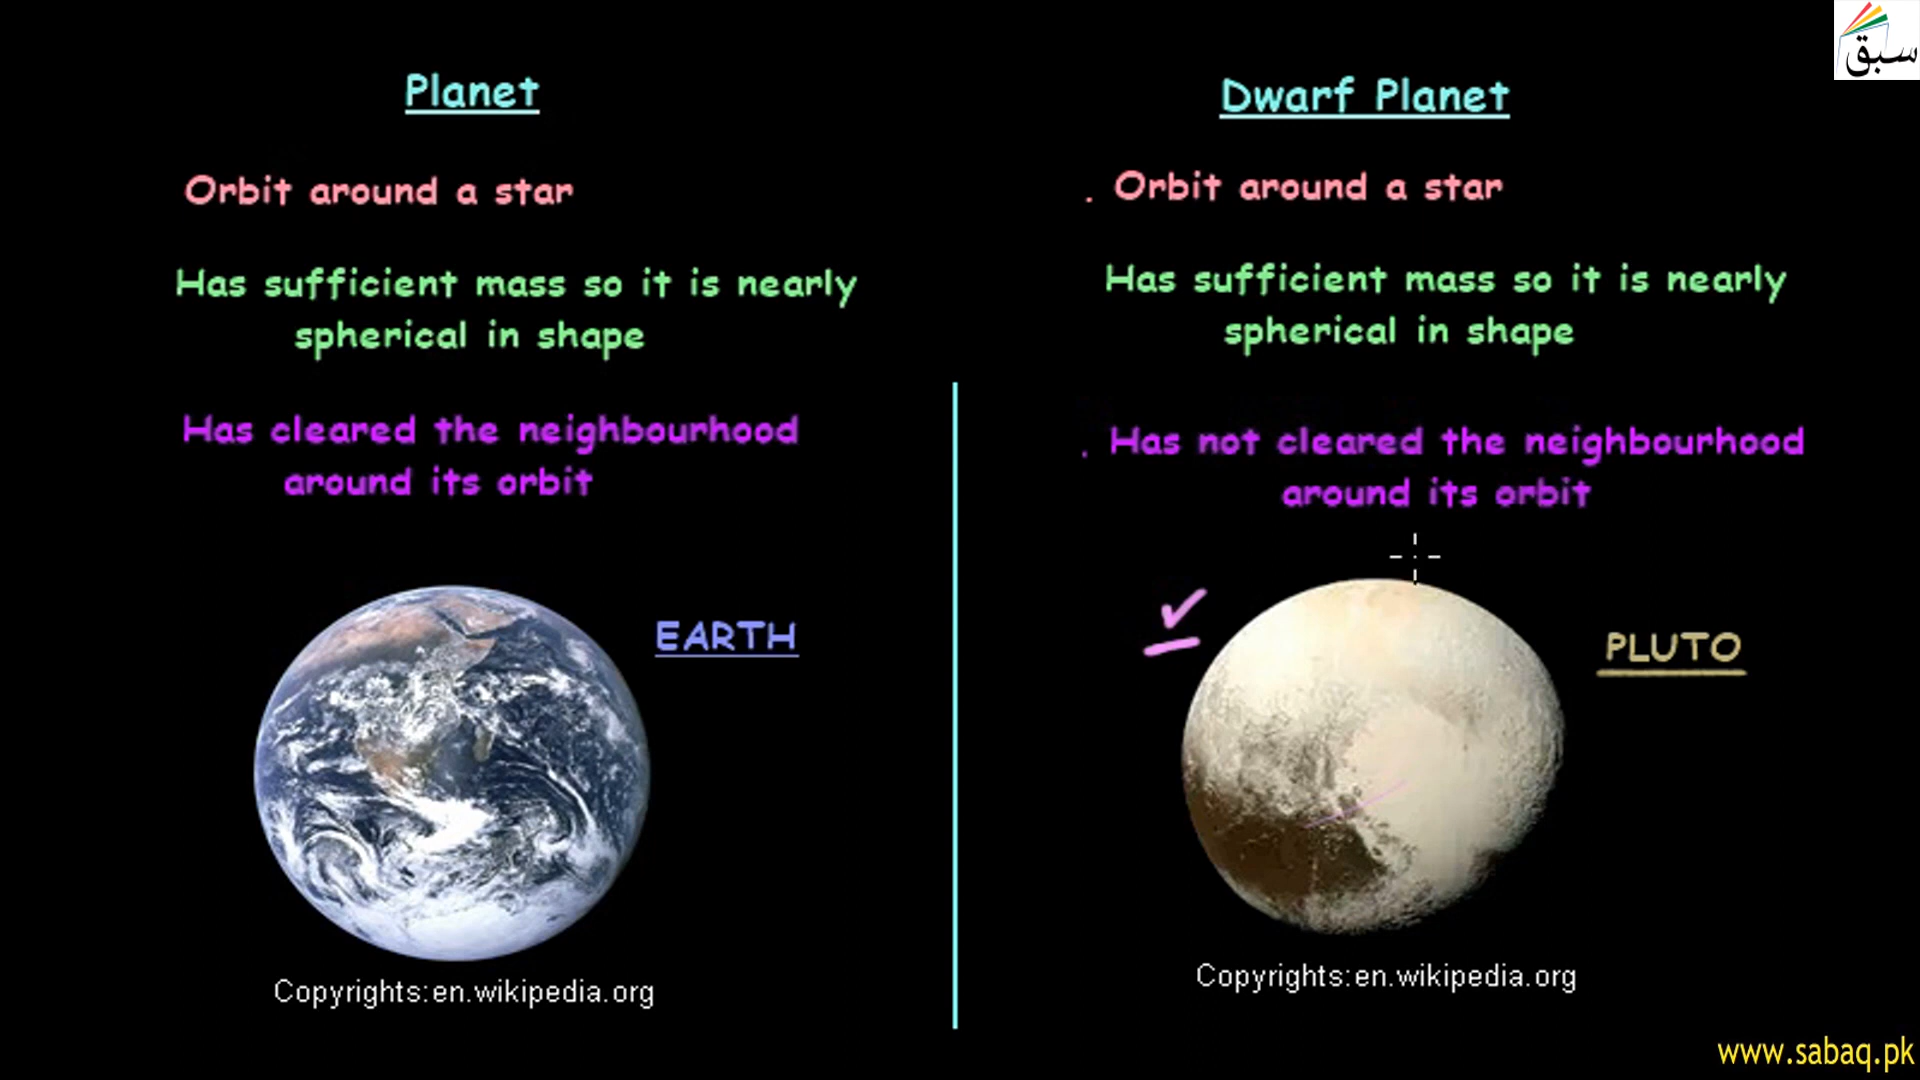 سبق
Planet
Orbit around a star
Has sufficient mass so it is nearly
spherical in shape
Has cleared the neighbourhood
around its orbit
EARTH
Copyrights:en.wikipedia.org
Dwarf Planet
. Orbit around a star
Has sufficient mass so it is nearly
spherical in shape
. Has not cleared the neighbourhood
around its orbit
PLUTO
Copyrights:en.wikipedia.org
www.sabaq.pk